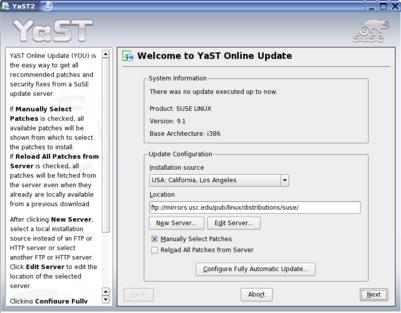 YaST2
YaST
SUSE
YaST Online Update (YOU) is
the easy way to get all
recommended patches and
security fixes from a SuSE
update server.
If Manually Select
Patches is checked, all
available patches will be
shown from which to select
the patches to install.
If Reload All Patches from
Server is checked, all
patches will be fetched from
the server even when they
already are locally available
from a previous download.
After clicking New Server,
select a local installation
source instead of an FTP or
HTTP server or select
another FTP or HTTP server.
Click Edit Server to edit the
location of the selected
server.
Clicking Configure Fully
Welcome to YaST Online Update
System Information
There was no update executed up to now.
Product: SUSE LINUX
Version: 9.1
Base Architecture: i386
Update Configuration
Installation source
USA: California, Los Angeles
Location
ftp://mirrors.usc.edu/pub/linux/distributions/suse/
New Server...
Edit Server...
Manually Select Patches
Reload All Patches from Server
Configure Fully Automatic Update...
Back
Abort
Next